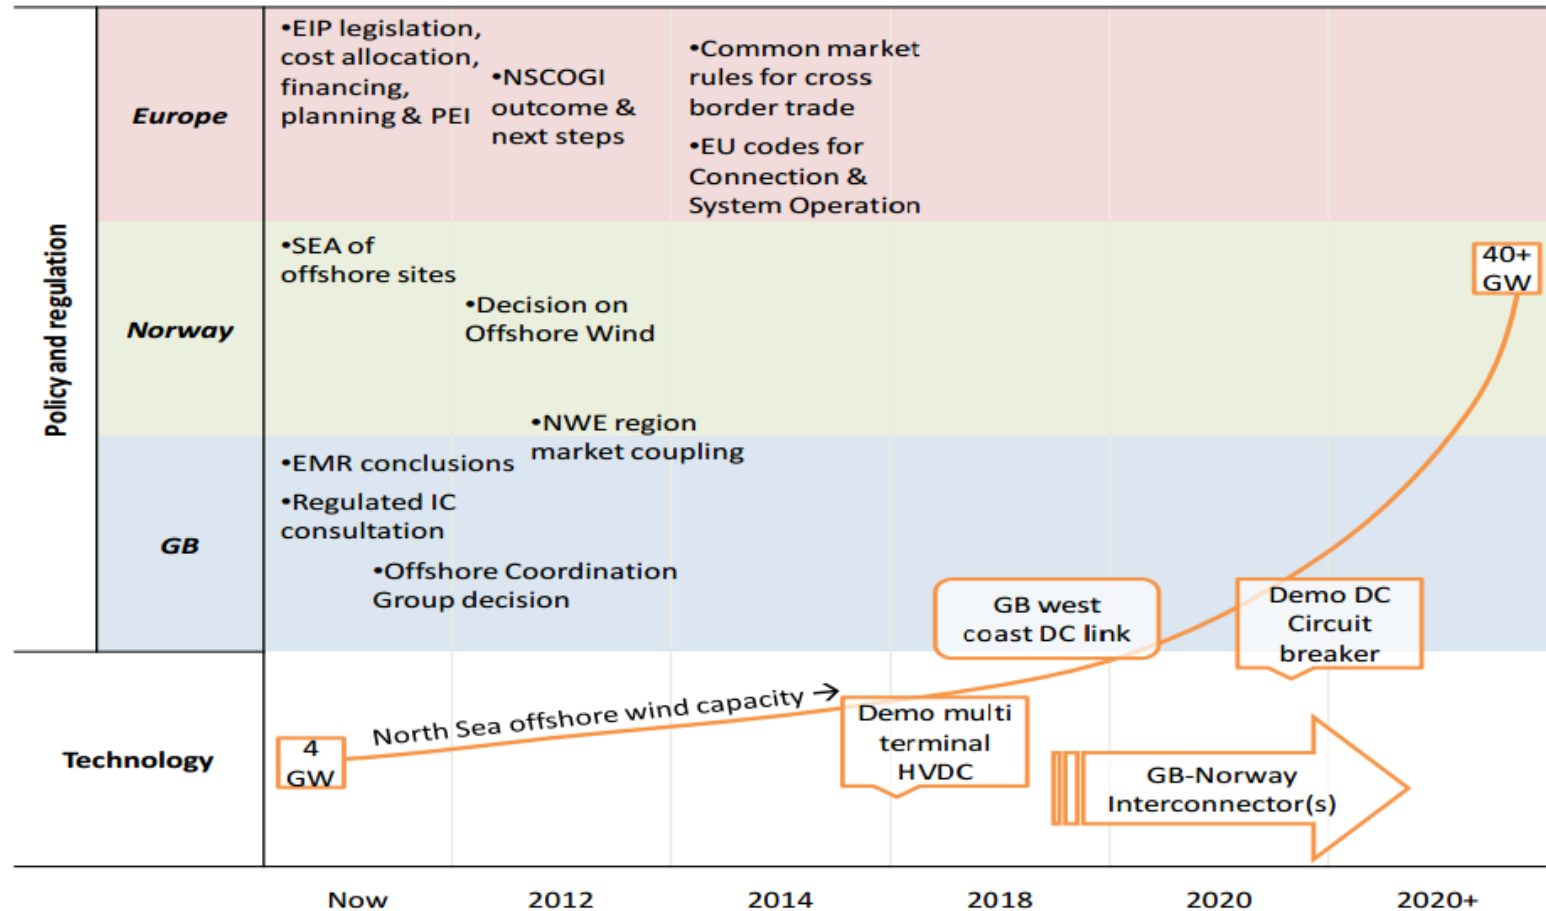 Policy and regulation
Europe
•EIP legislation,
cost allocation,
financing,
planning & PEI
•NSCOGI
outcome &
next steps
•Common market
rules for cross
border trade
•EU codes for
Connection &
System Operation
Norway
•SEA of
offshore sites
•Decision on
Offshore Wind
•NWE region
market coupling
40+
GW
GB
•EMR conclusions
•Regulated IC
consultation
•Offshore Coordination
Group decision
GB west
coast DC link
Demo DC
Circuit
breaker
Technology
4
GW
North Sea offshore wind capacity →
Demo multi
terminal
HVDC
GB-Norway
Interconnector(s)
Now
2012
2014
2018
2020
2020+